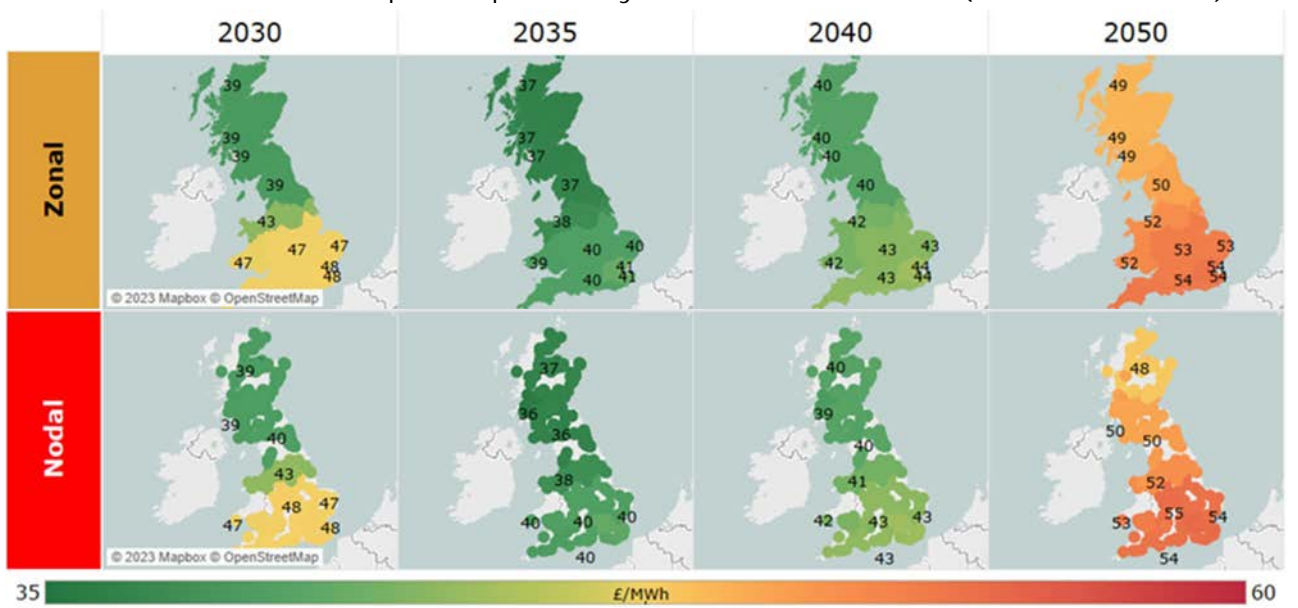 2030 2035 2040 2050
Zonal
39 37 40 49
39 37 40 49
39 37 40 49
39 37 40 50
43 38 42 52
47 47 47 40 40 39 43 43 42 53 53 52
48 41 44 54
48 40 41 43 44 54 54
© 2023 Mapbox © OpenStreetMap
Nodal
39 37 40 48
39 36 39 50
40 36 40 50
43 38 41 52
48 47 47 40 40 40 43 43 42 55 54 53
48 40 43 54
© 2023 Mapbox © OpenStreetMap
35 £/MWh 60